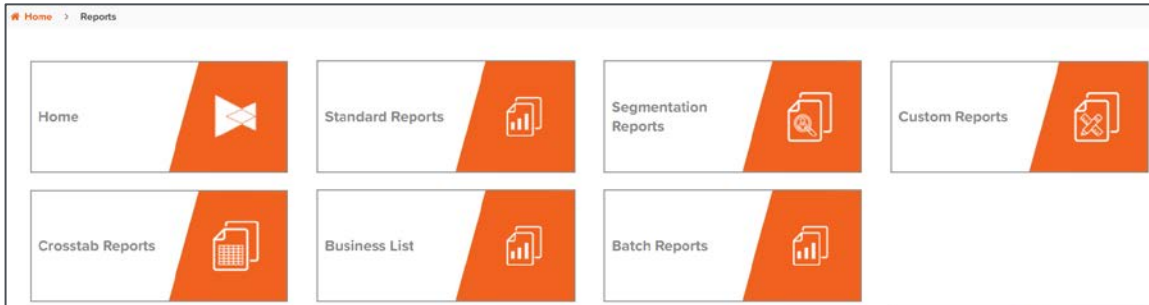 Home > Reports
Home
Standard Reports
Segmentation
Reports
Custom Reports
Crosstab Reports
Business List
Batch Reports